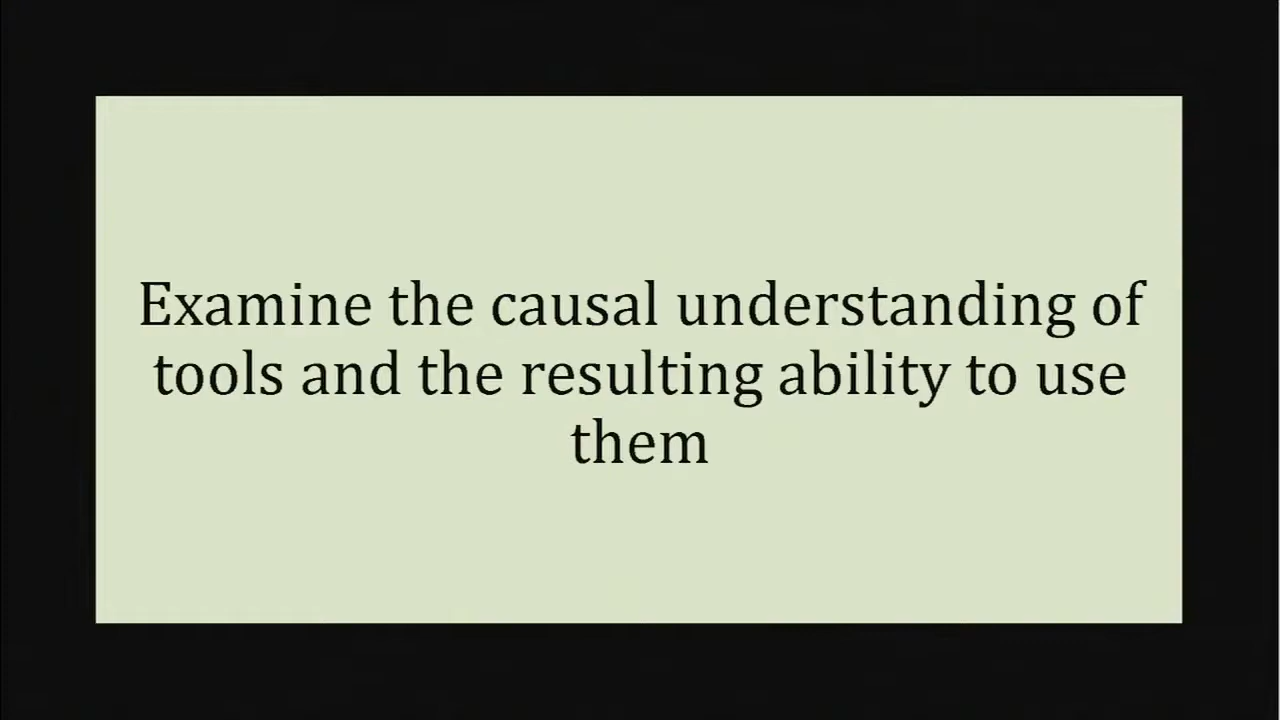 Examine the causal understanding of
tools and the resulting ability to use
them